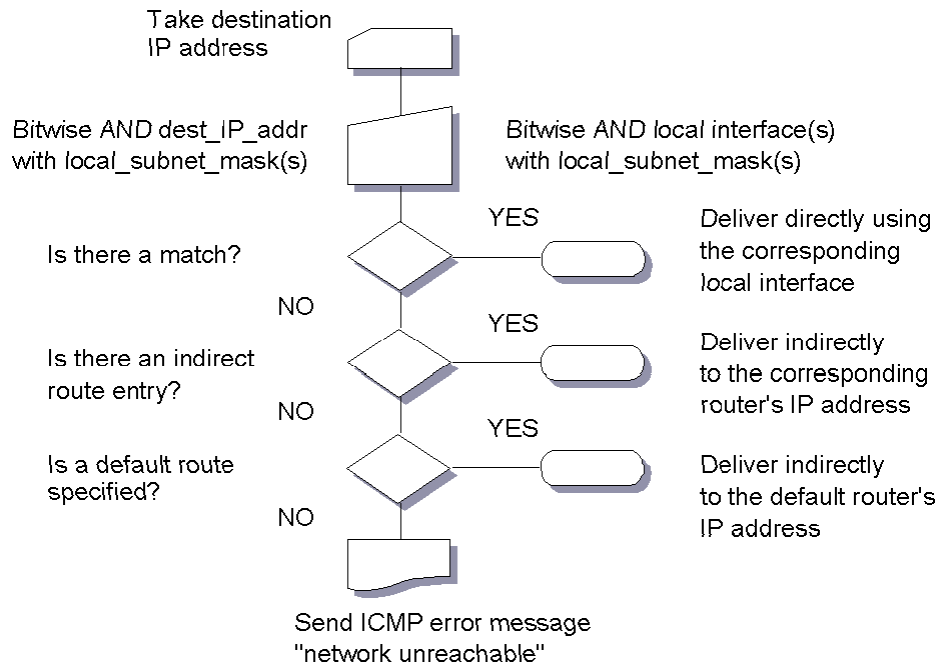 Take destination
IP address
Bitwise AND dest_IP_addr
with local_subnet_mask(s)
Bitwise AND local interface(s)
with local_subnet_mask(s)
Is there a match?
YES
Deliver directly using
the corresponding
local interface
NO
Is there an indirect
route entry?
YES
Deliver indirectly
to the corresponding
router's IP address
NO
Is a default route
specified?
YES
Deliver indirectly
to the default router's
IP address
NO
Send ICMP error message
"network unreachable"